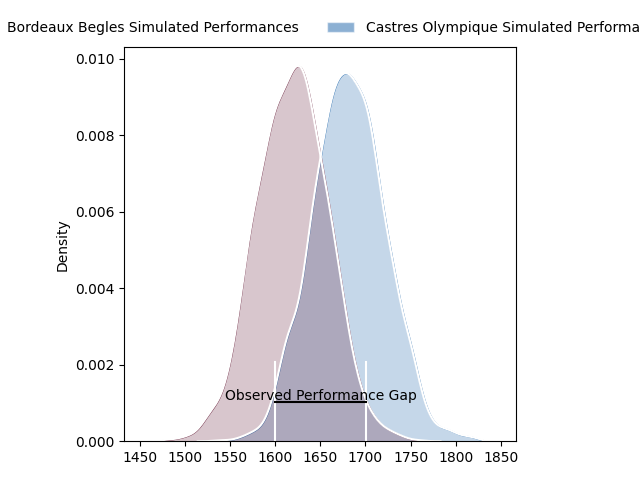 Bordeaux Begles Simulated Performances
Castres Olympique Simulated Performa
0.010
0.008
0.006
0.004
0.002
0.000
Density
Observed Performance Gap
1450 1500 1550 1600 1650 1700 1750 1800 1850